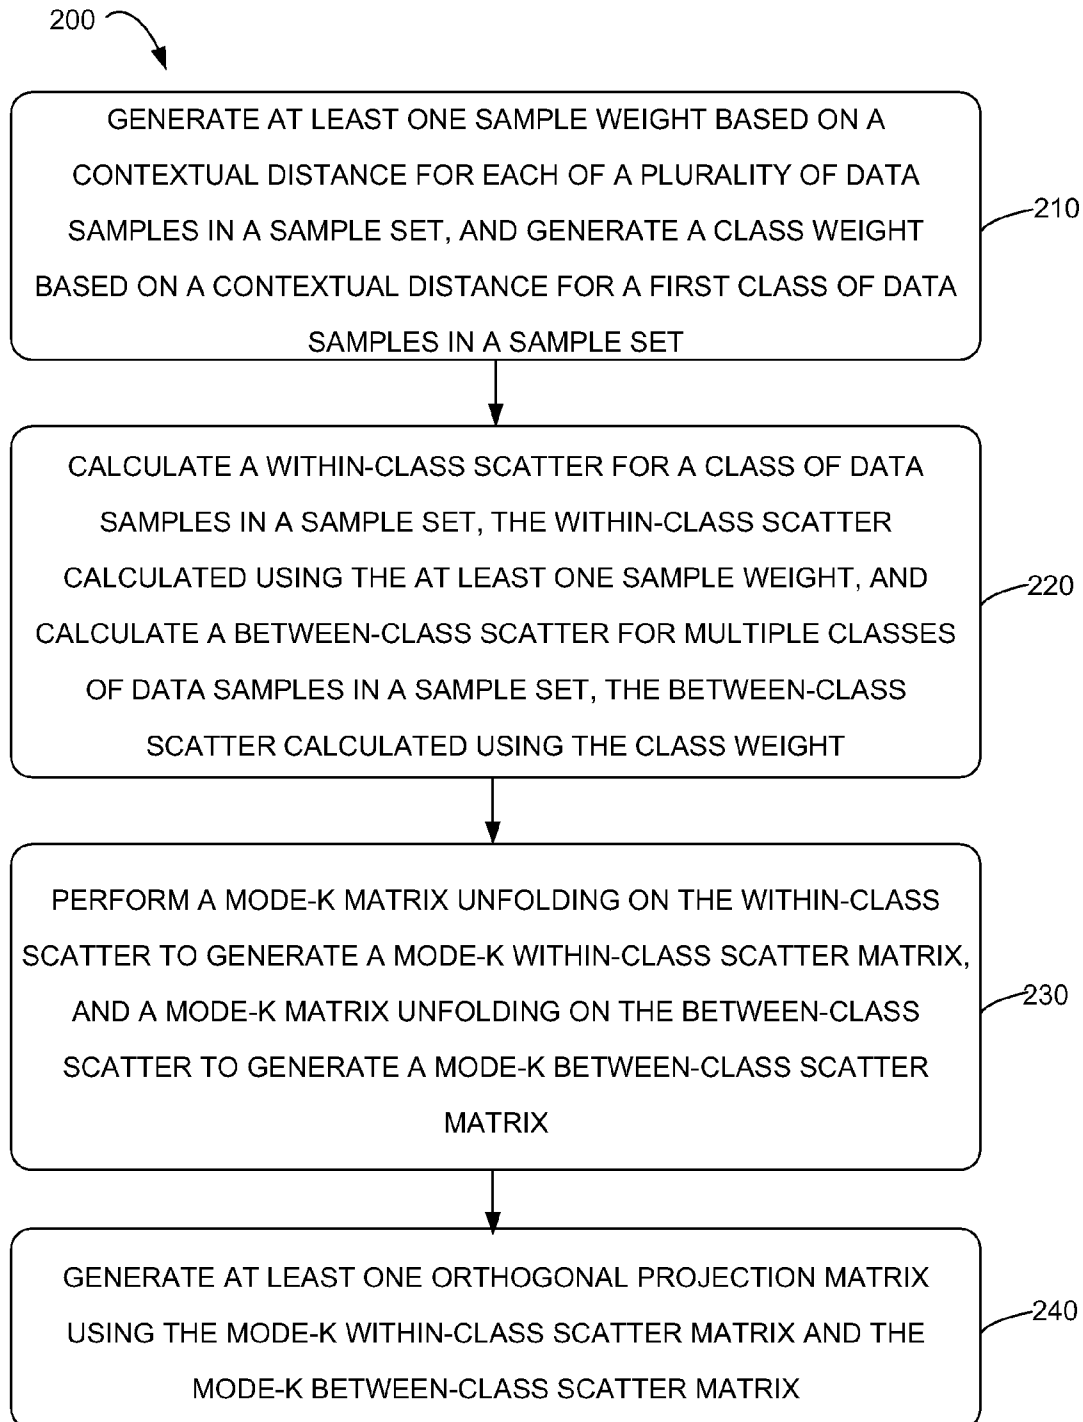 200
GENERATE AT LEAST ONE SAMPLE WEIGHT BASED ON A
CONTEXTUAL DISTANCE FOR EACH OF A PLURALITY OF DATA
SAMPLES IN A SAMPLE SET, AND GENERATE A CLASS WEIGHT
BASED ON A CONTEXTUAL DISTANCE FOR A FIRST CLASS OF DATA
SAMPLES IN A SAMPLE SET
210
CALCULATE A WITHIN-CLASS SCATTER FOR A CLASS OF DATA
SAMPLES IN A SAMPLE SET, THE WITHIN-CLASS SCATTER
CALCULATED USING THE AT LEAST ONE SAMPLE WEIGHT, AND
CALCULATE A BETWEEN-CLASS SCATTER FOR MULTIPLE CLASSES
OF DATA SAMPLES IN A SAMPLE SET, THE BETWEEN-CLASS
SCATTER CALCULATED USING THE CLASS WEIGHT
220
PERFORM A MODE-K MATRIX UNFOLDING ON THE WITHIN-CLASS
SCATTER TO GENERATE A MODE-K WITHIN-CLASS SCATTER MATRIX,
AND A MODE-K MATRIX UNFOLDING ON THE BETWEEN-CLASS
SCATTER TO GENERATE A MODE-K BETWEEN-CLASS SCATTER
MATRIX
230
GENERATE AT LEAST ONE ORTHOGONAL PROJECTION MATRIX
USING THE MODE-K WITHIN-CLASS SCATTER MATRIX AND THE
MODE-K BETWEEN-CLASS SCATTER MATRIX
240